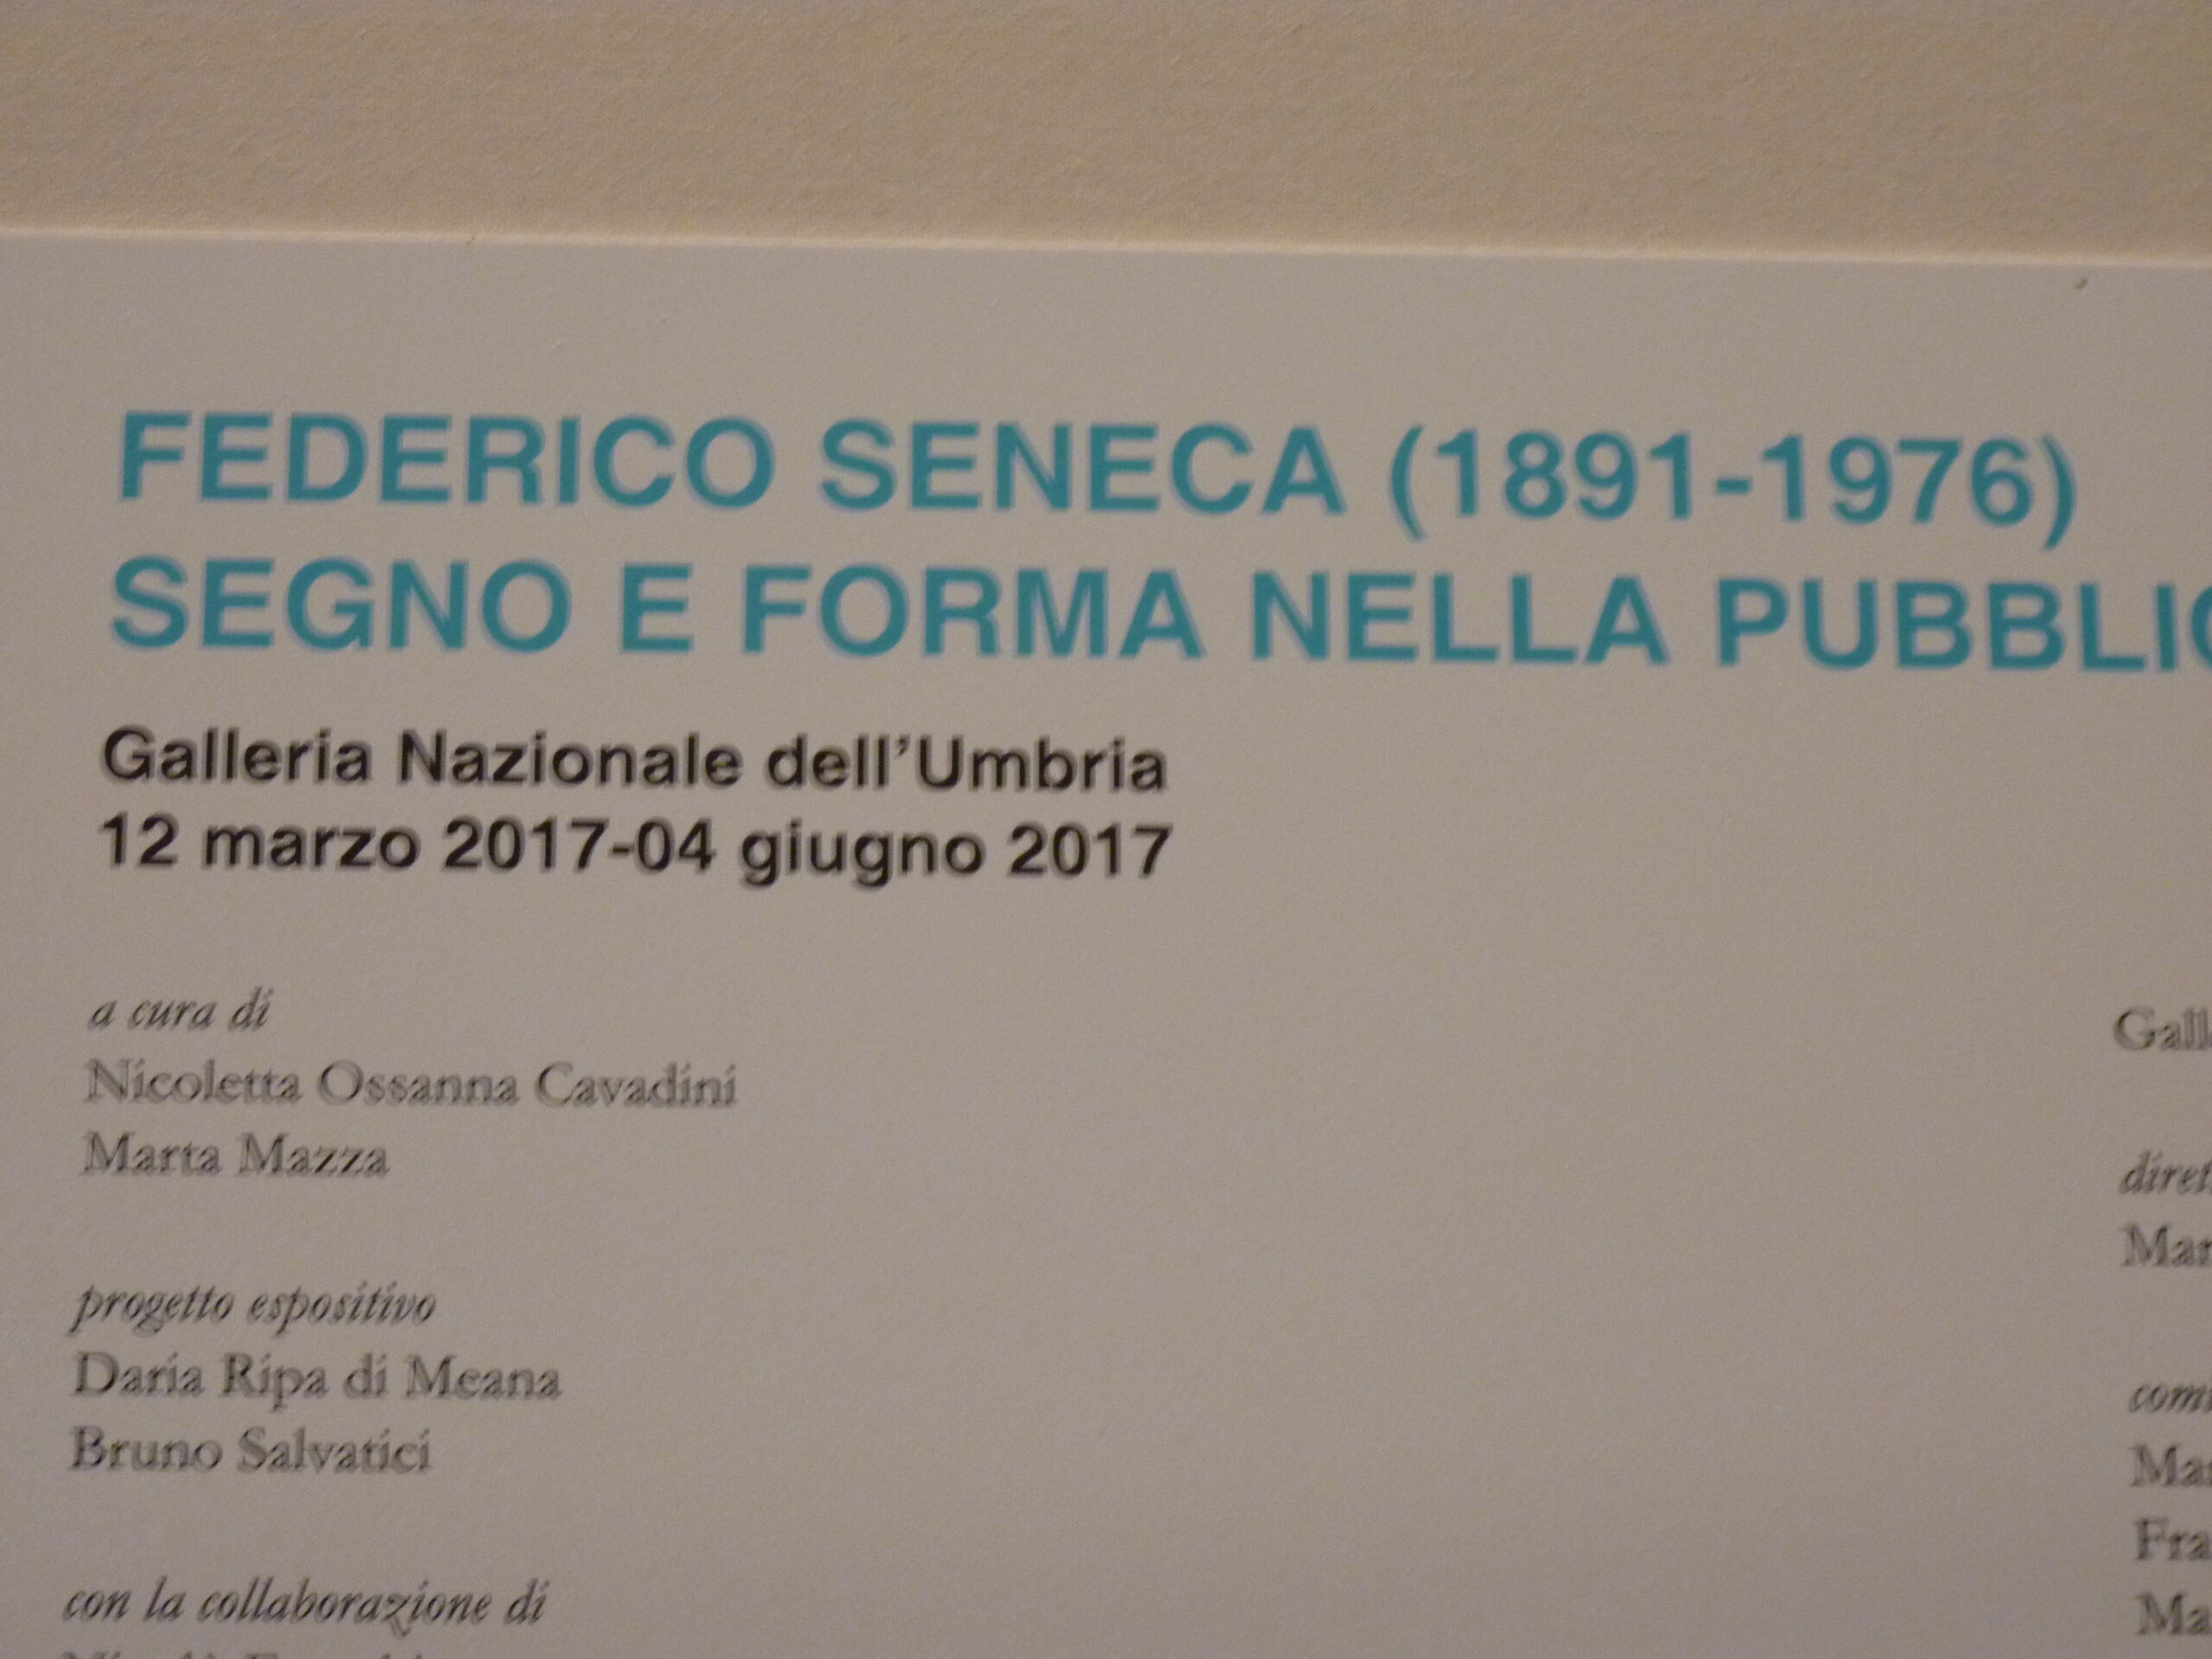 FEDERICO SENECA (1891-1976)
SEGNO E FORMA NELLA
Galleria Nazionale dell'Umbria
12 marzo 2017-04 giugno 2017
a cura di
Nicoletta Ossanna Cavadini
Marta Mazza
progetto espositivo
Daria Ripa di Meana
Bruno Salvatici
con la collaborazione di